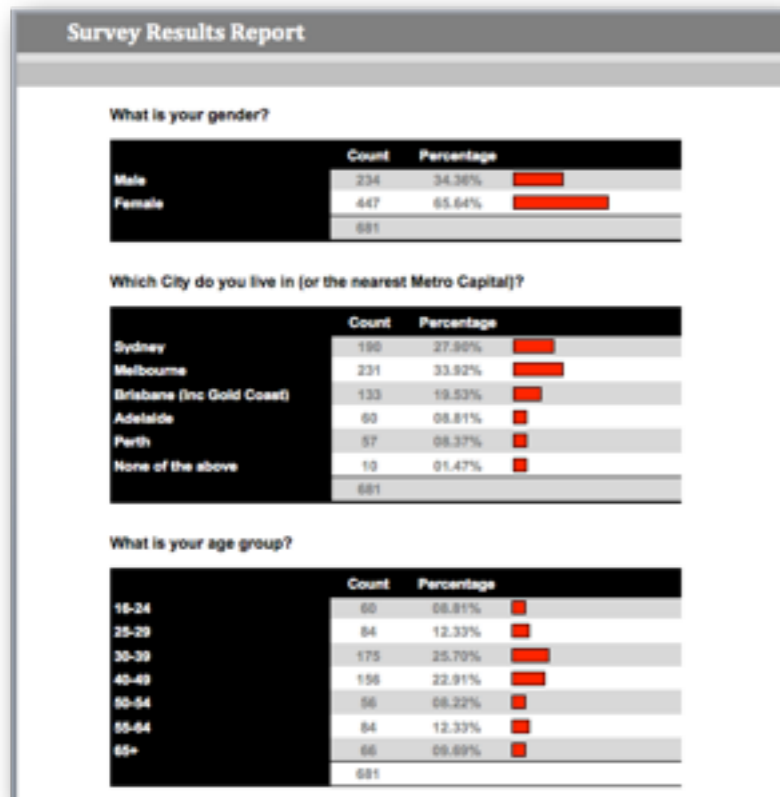 Survey Results Report
What is your gender?
Count Percentage
Male 234 34.36%
Female 447 65.64%
681
Which City do you live in (or the nearest Metro Capital)?
Count Percentage
Sydney 190 27.90%
Melbourne 231 33.92%
Brisbane (Inc Gold Coast) 133 19.53%
Adelaide 60 08.81%
Perth 57 08.37%
None of the above 10 01.47%
681
What is your age group?
Count Percentage
16-24 60 08.81%
25-29 84 12.33%
30-39 175 25.70%
40-49 156 22.91%
50-54 56 08.22%
55-64 84 12.33%
65+ 66 09.69%
681